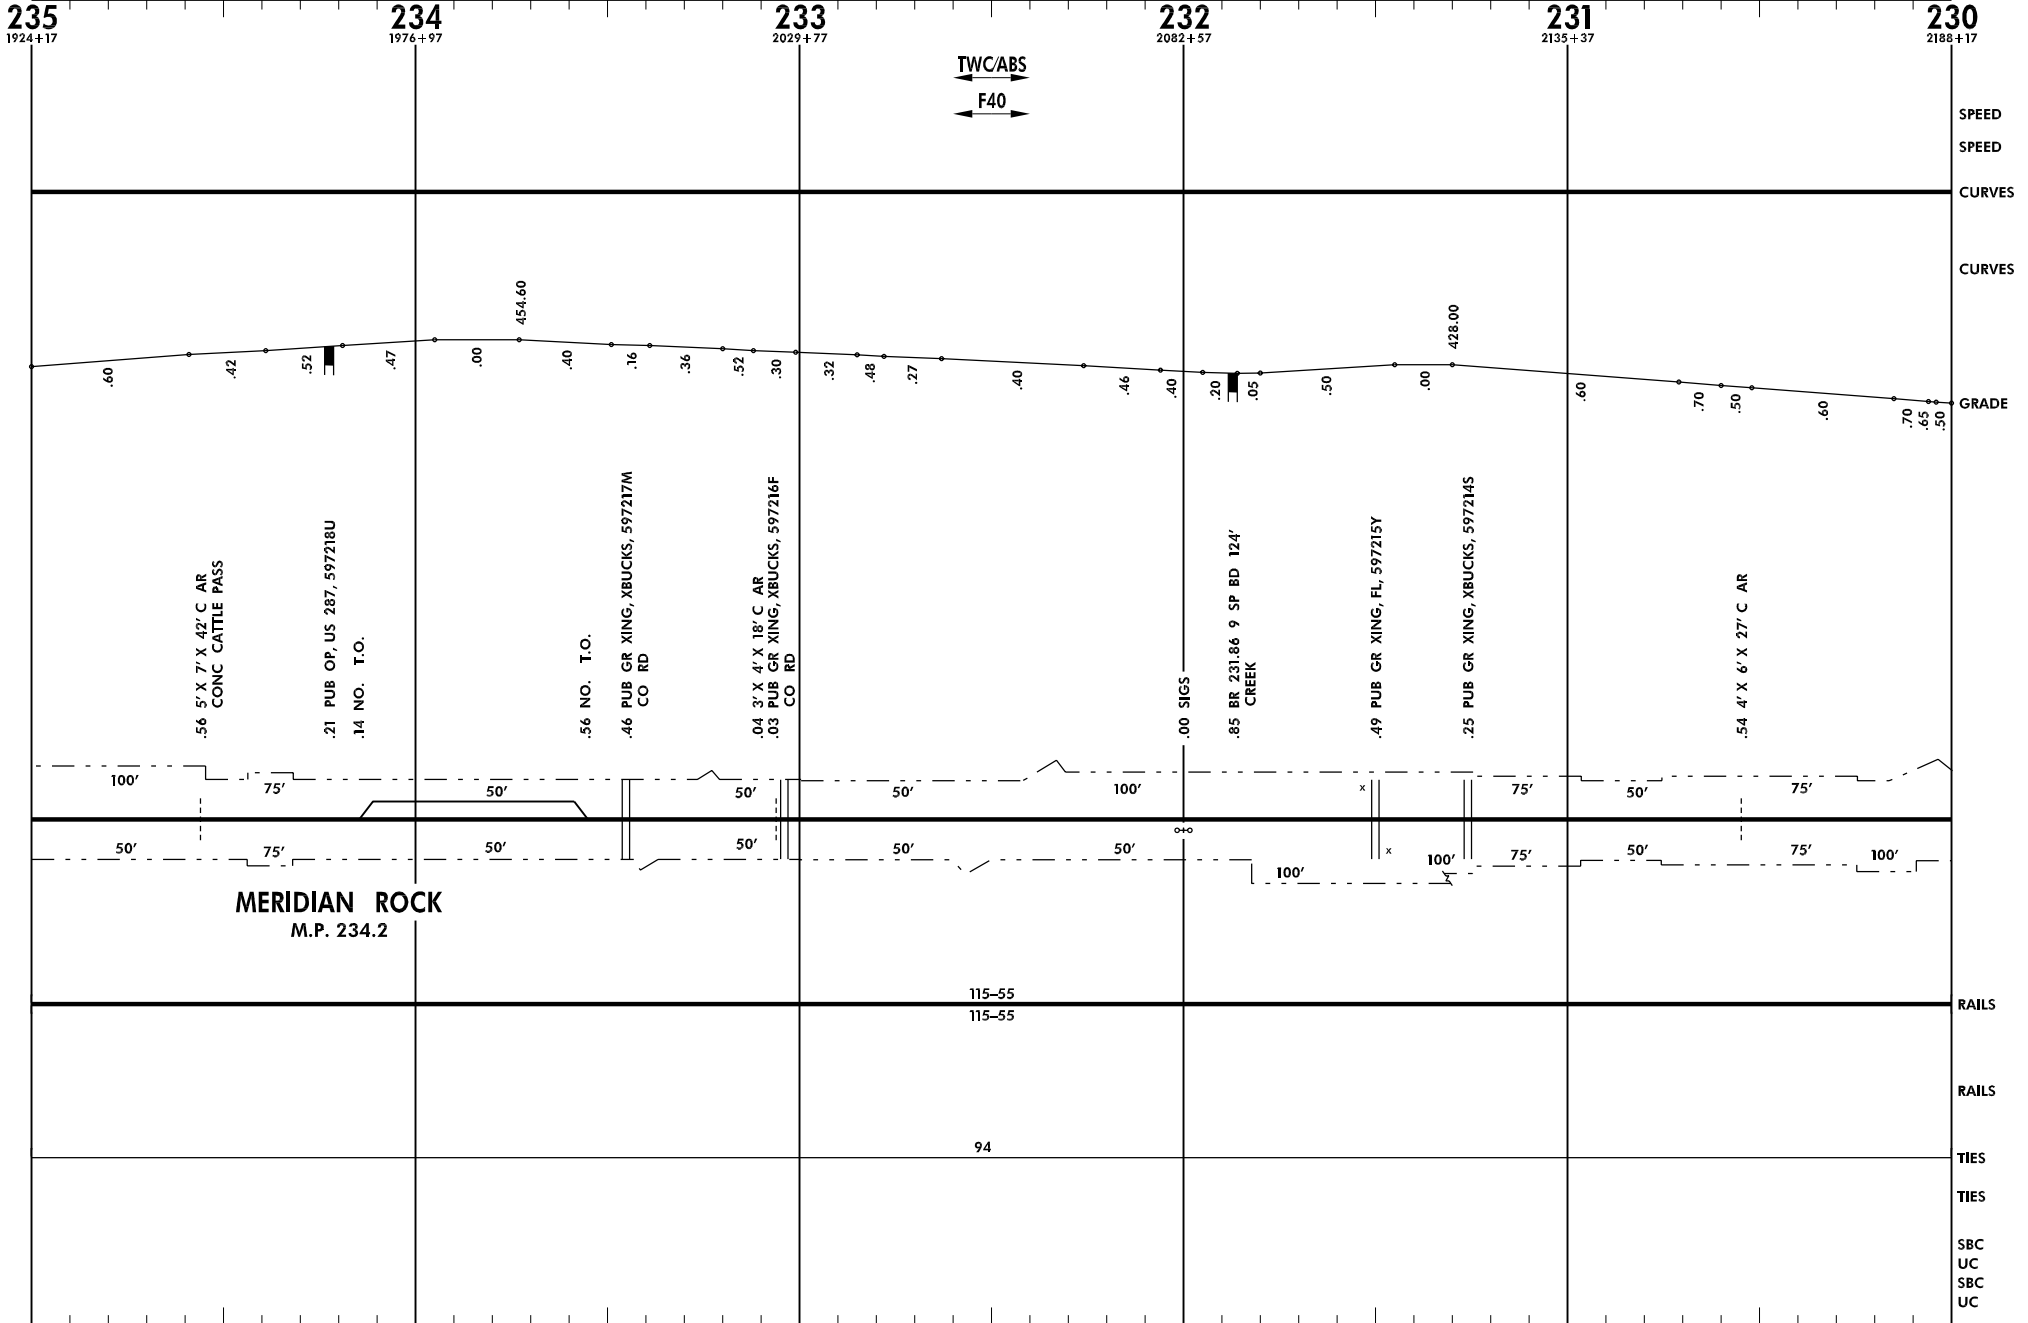 235 234 233 232 231 230
1924+17 1976+97 2029+77 2082+57 2135+37 2188+17
TWC/ABS
F40
SPEED
SPEED
CURVES
CURVES
454.60
428.00
.60 .42 .52 .47 .00 .40 .16 .36 .52 .30 .32 .48 .27 .40 .46 .40 .20 .05 .50 .00 .60 .70 .50 .60 .70 .65 .50
GRADE
.56 5' X 7' X 42' C AR
CONC CATTLE PASS
.21 PUB OP, US 287, 597218U
.14 NO. T.O.
.56 NO. T.O.
.46 PUB GR XING, XBUCKS, 597217M
CO RD
.04 3' X 4' X 18' C AR
.03 PUB GR XING, XBUCKS, 597216F
CO RD
.00 SIGS
.85 BR 231.86 9 SP BD 124'
CREEK
.49 PUB GR XING, FL, 597215Y
.25 PUB GR XING, XBUCKS, 597214S
.54 4' X 6' X 27' C AR
100' 75' 50' 50' 50' 100' x 75' 50' 75'
50' 75' 50' 50' 50' 50' 100' x 100' 75' 50' 75' 100'
MERIDIAN ROCK
M.P. 234.2
115–55
115–55
RAILS
RAILS
94
TIES
TIES
SBC
UC
SBC
UC